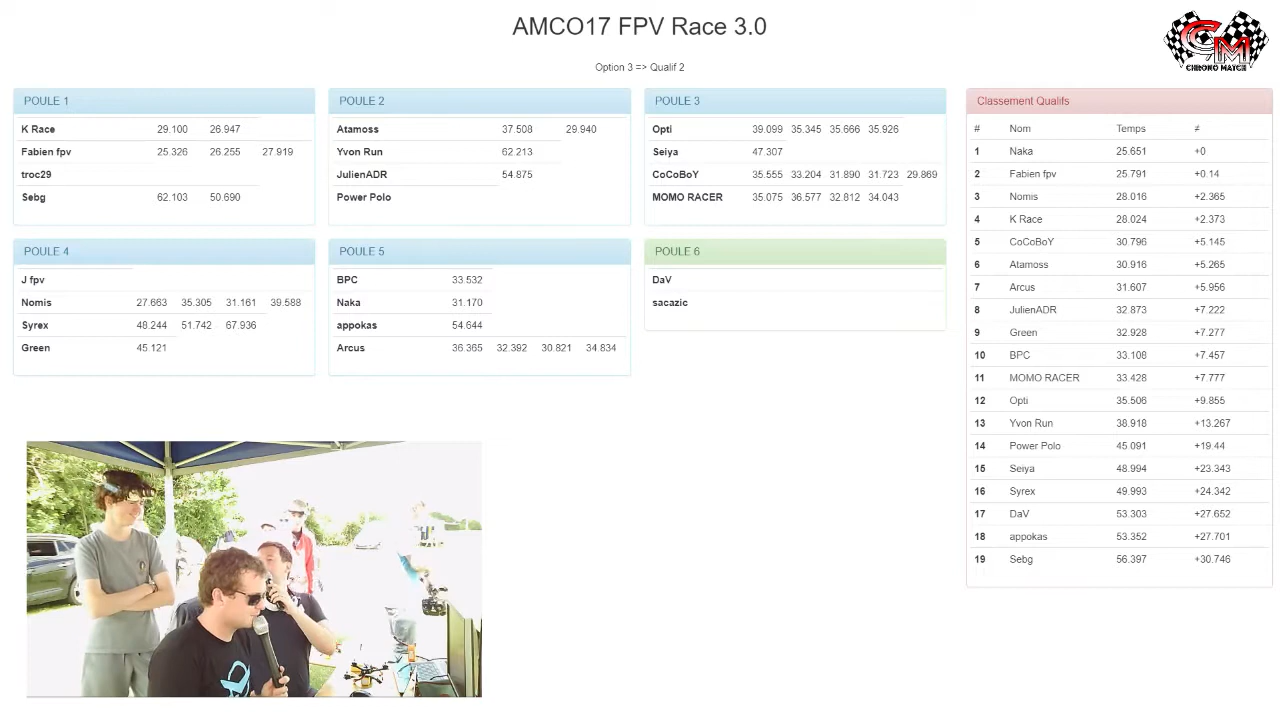 AMCO17 FPV Race 3.0
CM
CHRONO MATCH
Option 3 => Qualif 2
POULE 1
K Race 29.100 26.947
Fabien fpv 25.326 26.255 27.919
troc29
Sebg 62.103 50.690
POULE 2
Atamoss 37.508 29.940
Yvon Run 62.213
JulienADR 54.875
Power Polo
POULE 3
Opti 39.099 35.345 35.666 35.926
Seiya 47.307
CoCoBoY 35.555 33.204 31.890 31.723 29.869
MOMO RACER 35.075 36.577 32.812 34.043
POULE 4
J fpv
Nomis 27.663 35.305 31.161 39.588
Syrex 48.244 51.742 67.936
Green 45.121
POULE 5
BPC 33.532
Naka 31.170
appokas 54.644
Arcus 36.365 32.392 30.821 34.834
POULE 6
DaV
sacazic
Classement Qualifs
# Nom Temps ≠
1 Naka 25.651 +0
2 Fabien fpv 25.791 +0.14
3 Nomis 28.016 +2.365
4 K Race 28.024 +2.373
5 CoCoBoY 30.796 +5.145
6 Atamoss 30.916 +5.265
7 Arcus 31.607 +5.956
8 JulienADR 32.873 +7.222
9 Green 32.928 +7.277
10 BPC 33.108 +7.457
11 MOMO RACER 33.428 +7.777
12 Opti 35.506 +9.855
13 Yvon Run 38.918 +13.267
14 Power Polo 45.091 +19.44
15 Seiya 48.994 +23.343
16 Syrex 49.993 +24.342
17 DaV 53.303 +27.652
18 appokas 53.352 +27.701
19 Sebg 56.397 +30.746